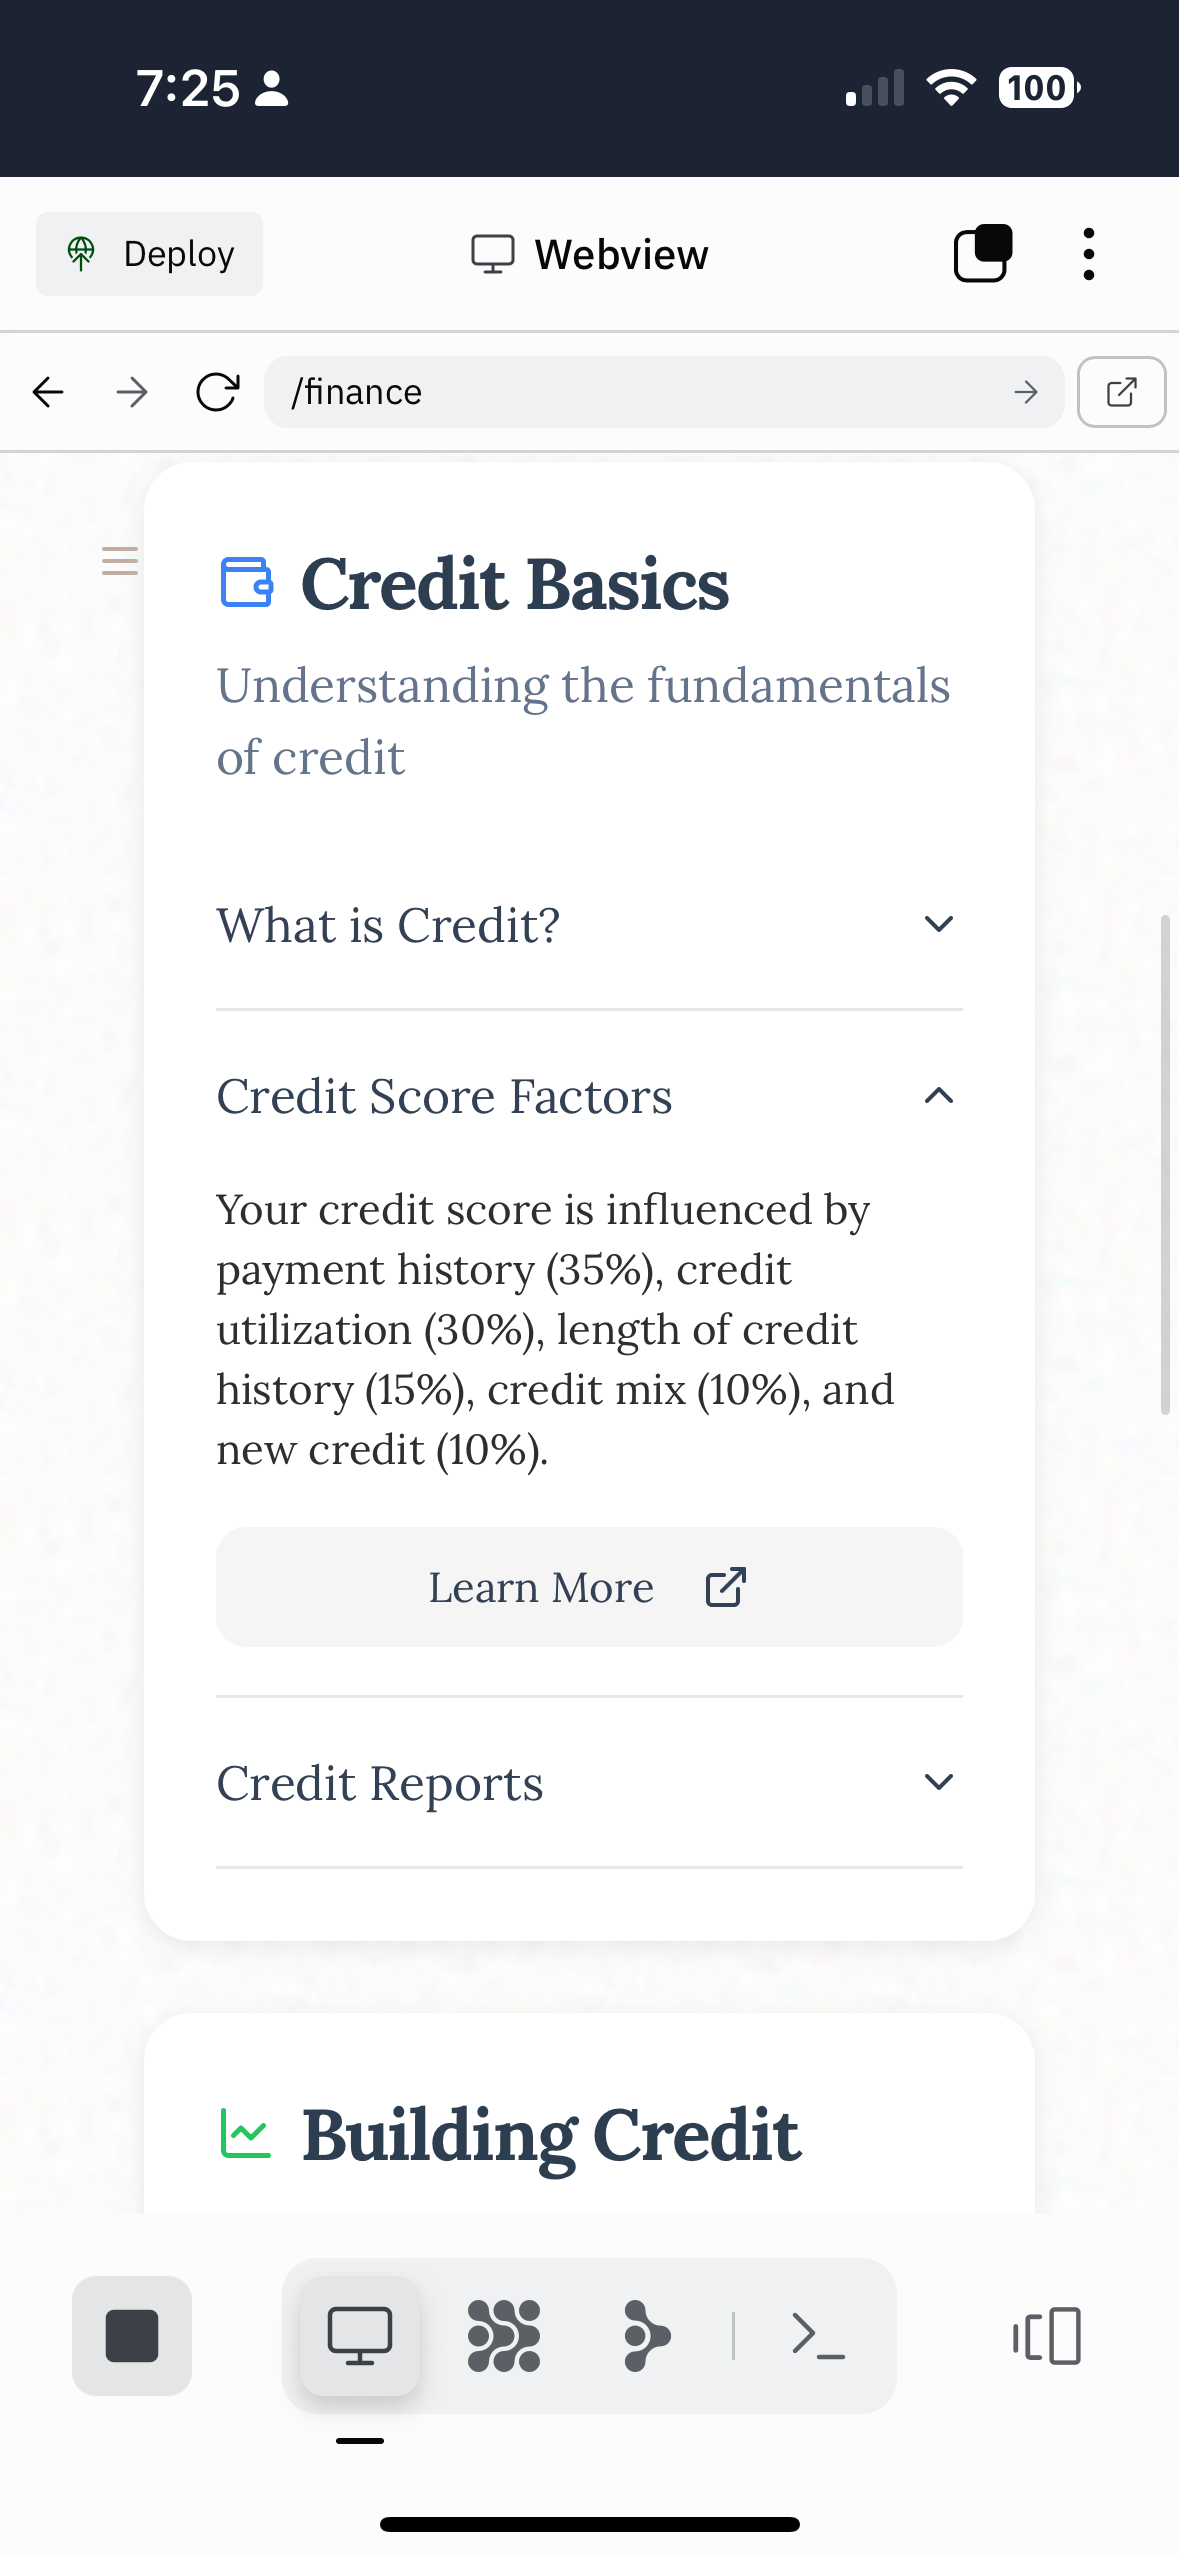 7:25
100
Deploy
Webview
/finance
Credit Basics
Understanding the fundamentals
of credit
What is Credit?
Credit Score Factors
Your credit score is influenced by
payment history (35%), credit
utilization (30%), length of credit
history (15%), credit mix (10%), and
new credit (10%).
Learn More
Credit Reports
Building Credit